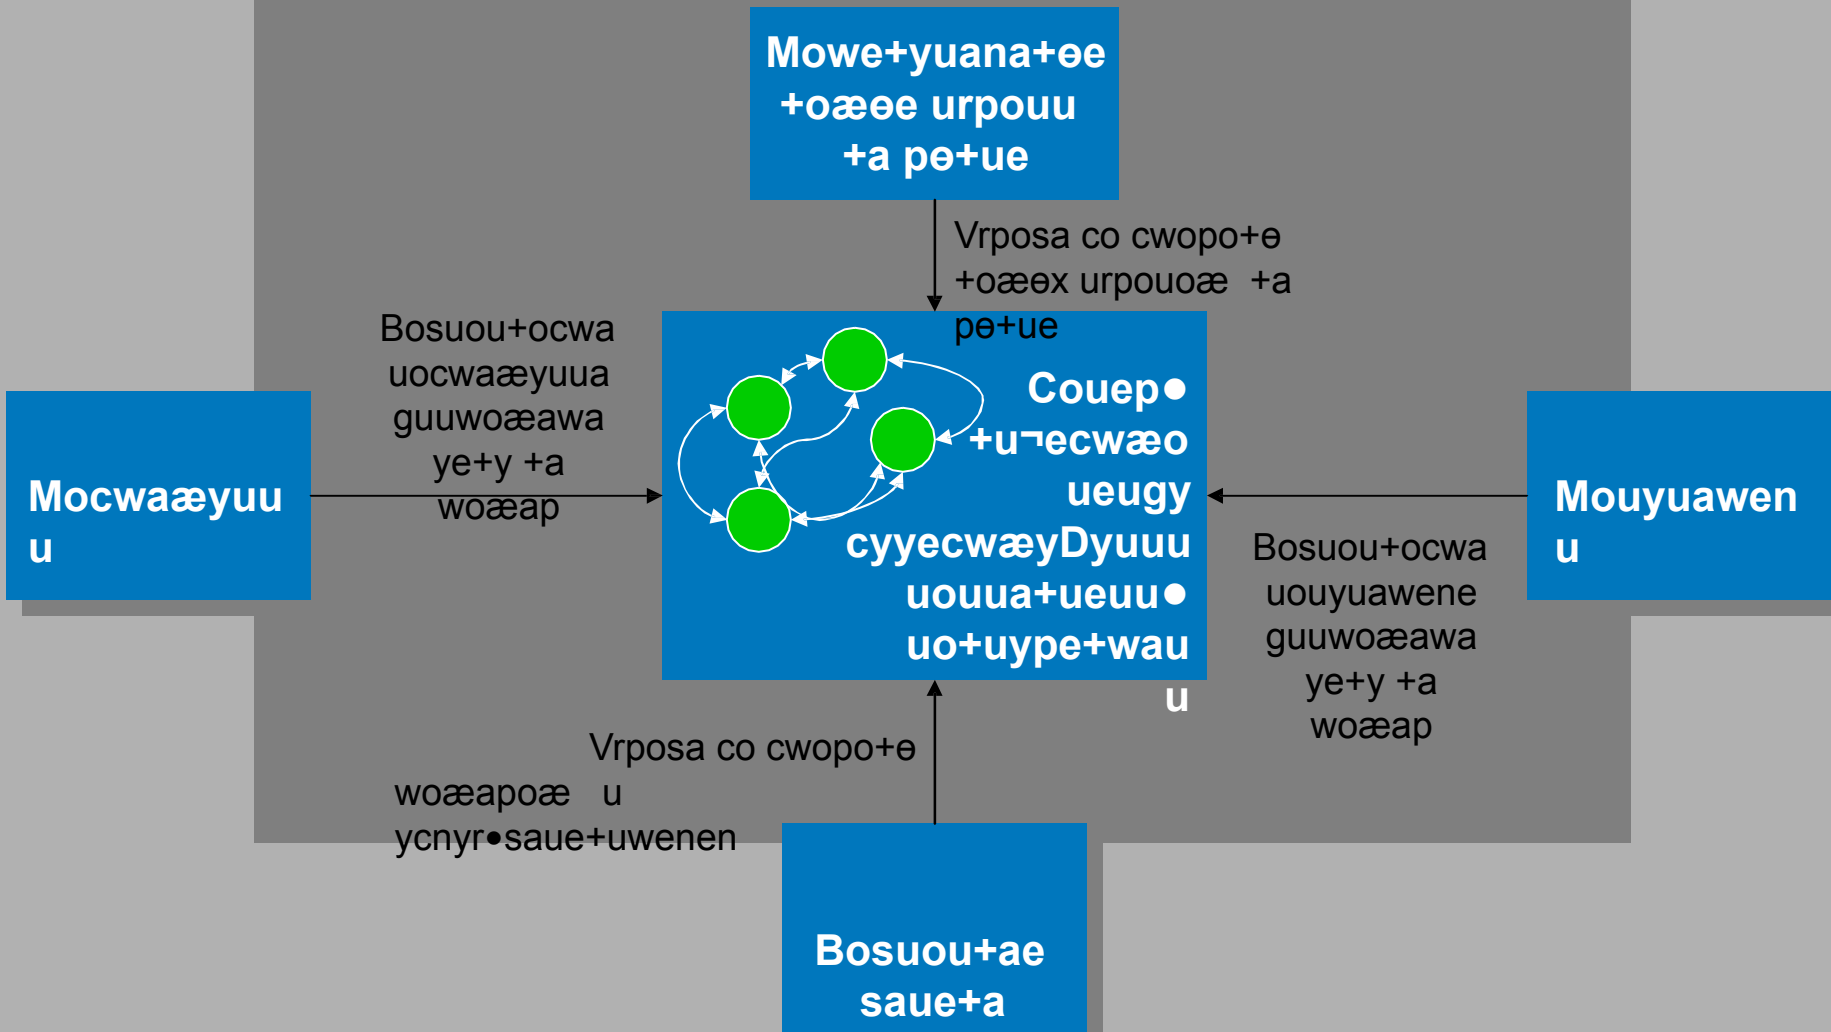 Mowe+yuana+ɵe
+oæɵe urpouu
+a pɵ+ue
Vrposa co cwopo+ɵ
+oæɵx urpouoæ +a
pɵ+ue
Bosuou+ocwa
uocwaæyuua
guuwoæawa
ye+y +a
woæap
Mocwaæyuu
u
Couep●
+u¬ecwæo
ueugy
cyyecwæyDyuuu
uouua+ueuu●
uo+uype+wau
u
Mouyuawen
u
Bosuou+ocwa
uouyuawene
guuwoæawa
ye+y +a
woæap
Vrposa co cwopo+ɵ
woæapoæ u
ycnyr●saue+uwenen
Bosuou+ae
saue+a